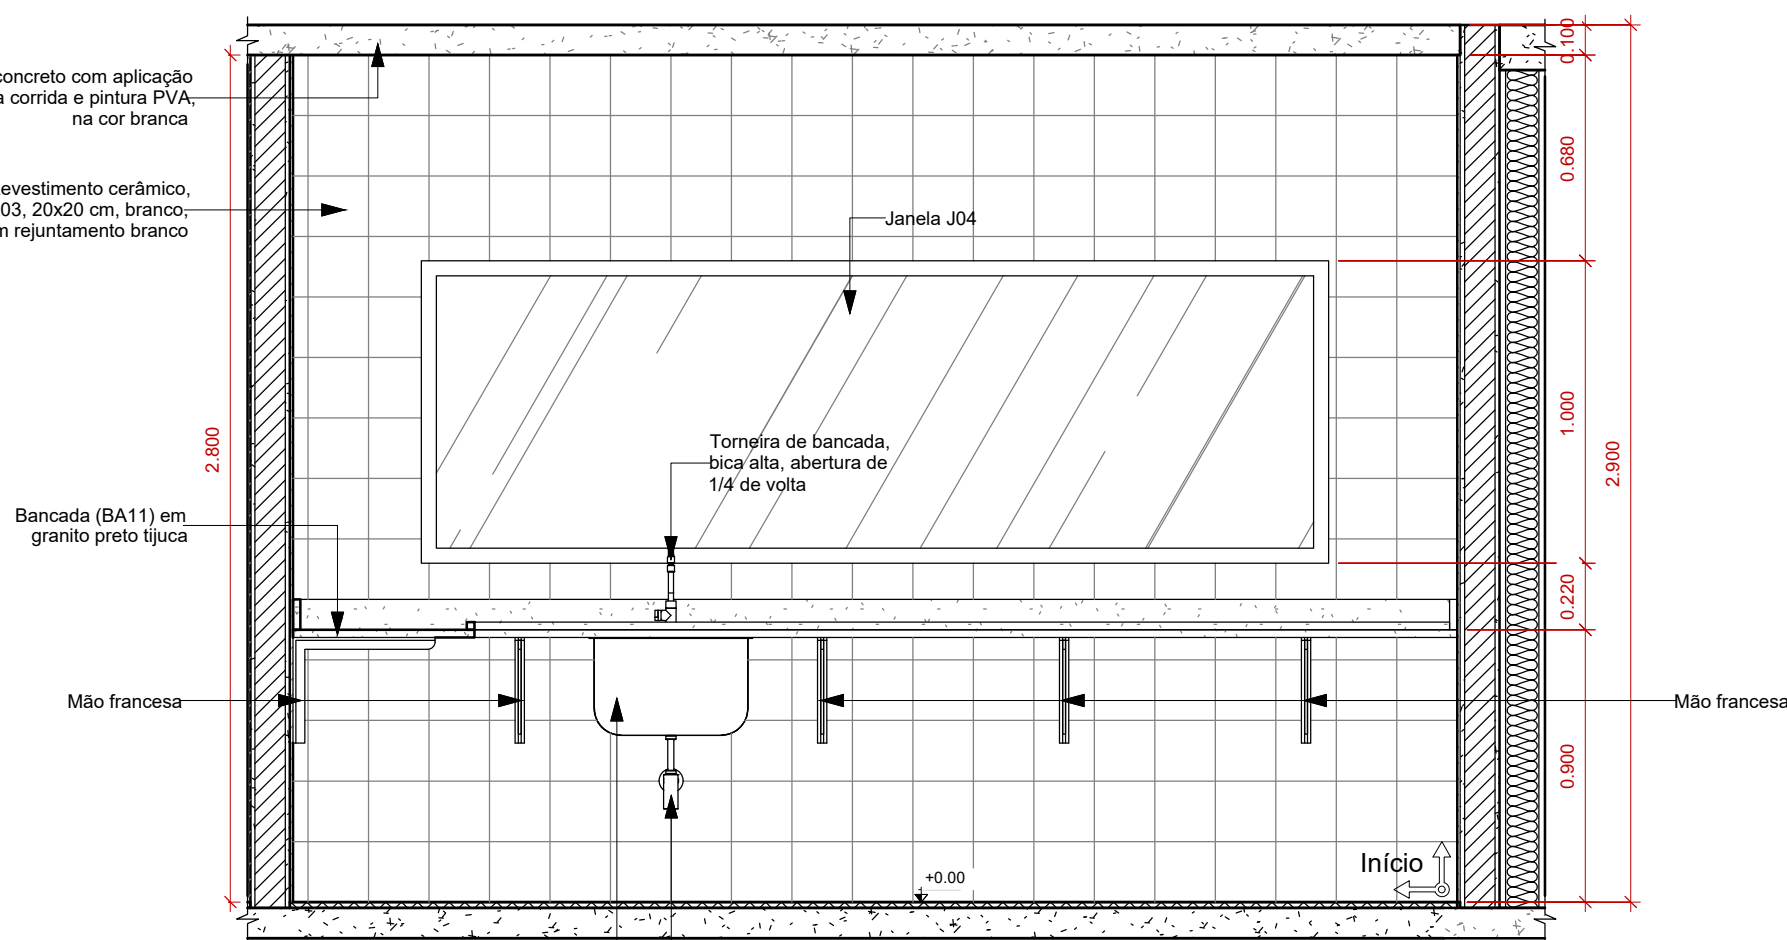 concreto com aplicação
a corrida e pintura PVA,
na cor branca
evestimento cerâmico,
03, 20x20 cm, branco,
m rejuntamento branco
Janela J04
Torneira de bancada,
bica alta, abertura de
1/4 de volta
Bancada (BA11) em
granito preto tijuca
Mão francesa
Mão francesa
2.800
0.100
0.680
1.000
2.900
0.220
0.900
+0.00
Início